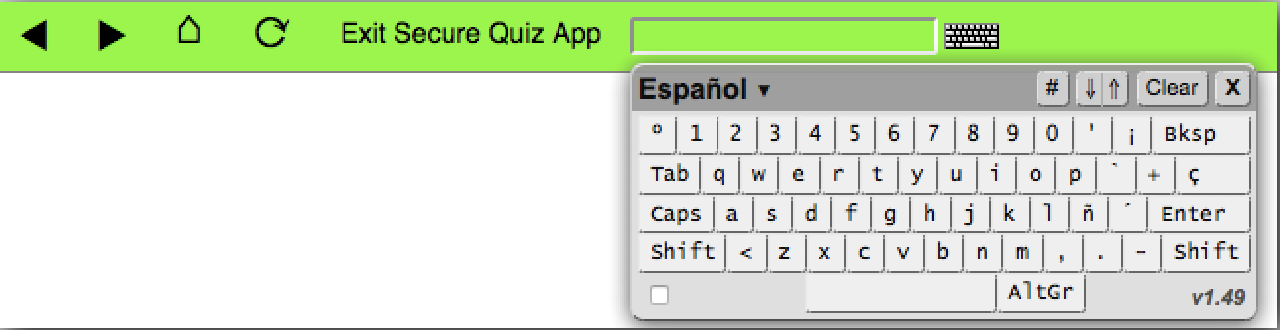 Exit Secure Quiz App
Español ▾ # ⇓ ⇑ Clear X
º 1 2 3 4 5 6 7 8 9 0 ' ¡ Bksp
Tab q w e r t y u i o p ` + ç
Caps a s d f g h j k l ñ ´ Enter
Shift < z x c v b n m , . - Shift
AltGr v1.49